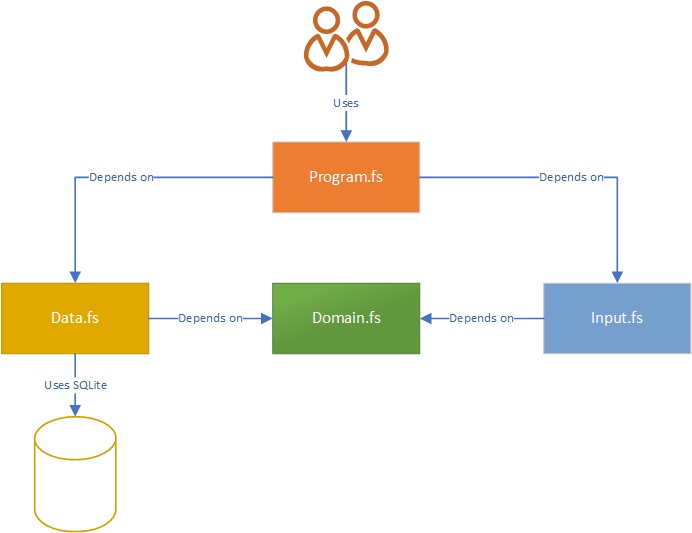 Uses
Program.fs
Depends on
Depends on
Data.fs
Depends on
Domain.fs
Depends on
Input.fs
Uses SQLite